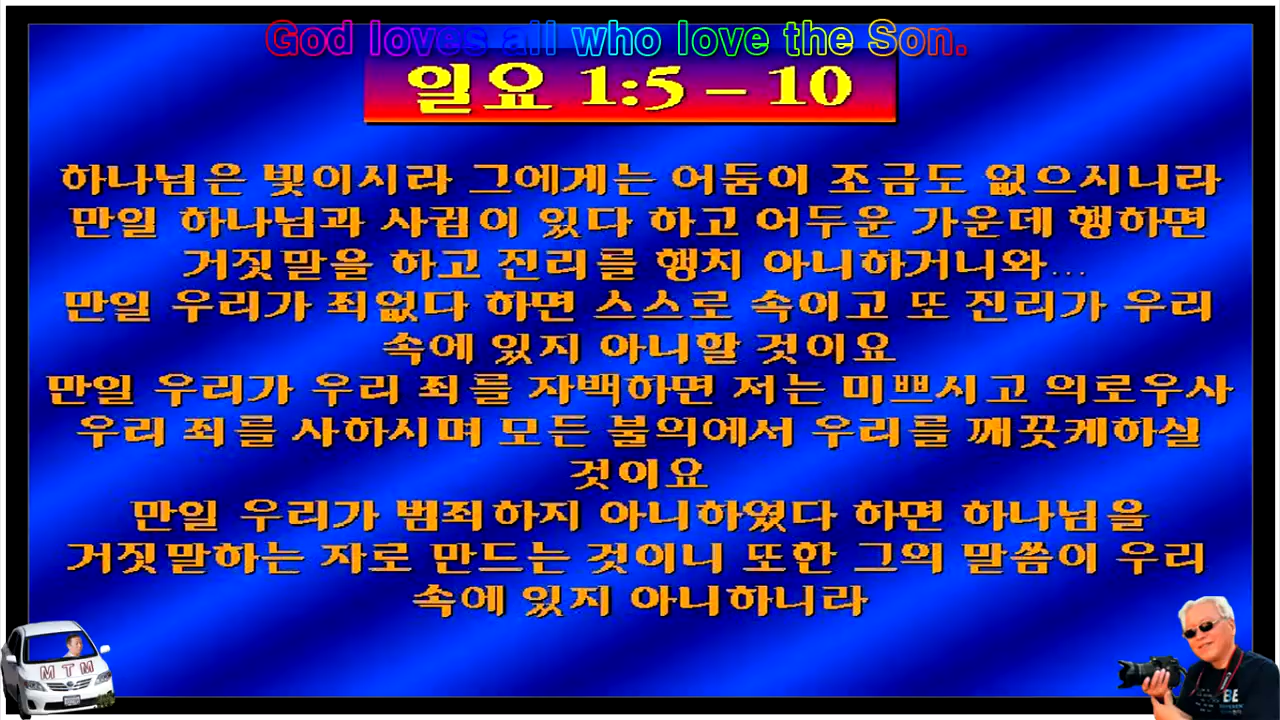 God loves all who love the Son.
일요 1:5 – 10
하나님은 빛이시라 그에게는 어둠이 조금도 없으시니라
만일 하나님과 사귐이 있다 하고 어두운 가운데 행하면
거짓말을 하고 진리를 행치 아니하거니와...
만일 우리가 죄없다 하면 스스로 속이고 또 진리가 우리
속에 있지 아니할 것이요
만일 우리가 우리 죄를 자백하면 저는 미쁘시고 의로우사
우리 죄를 사하시며 모든 불의에서 우리를 깨끗케하실
것이요
만일 우리가 범죄하지 아니하였다 하면 하나님을
거짓말하는 자로 만드는 것이니 또한 그의 말씀이 우리
속에 있지 아니하니라
MTM
BE